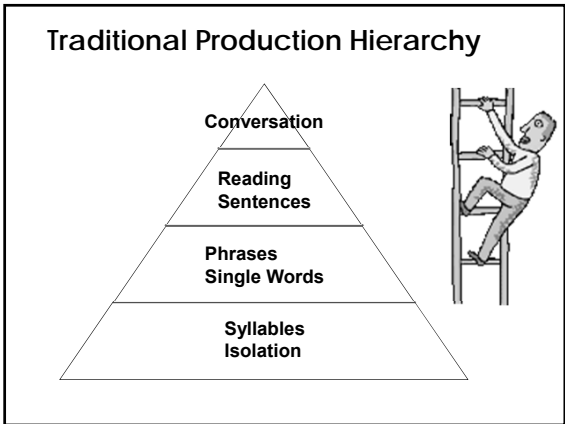 Traditional Production Hierarchy
Conversation
Reading
Sentences
Phrases
Single Words
Syllables
Isolation